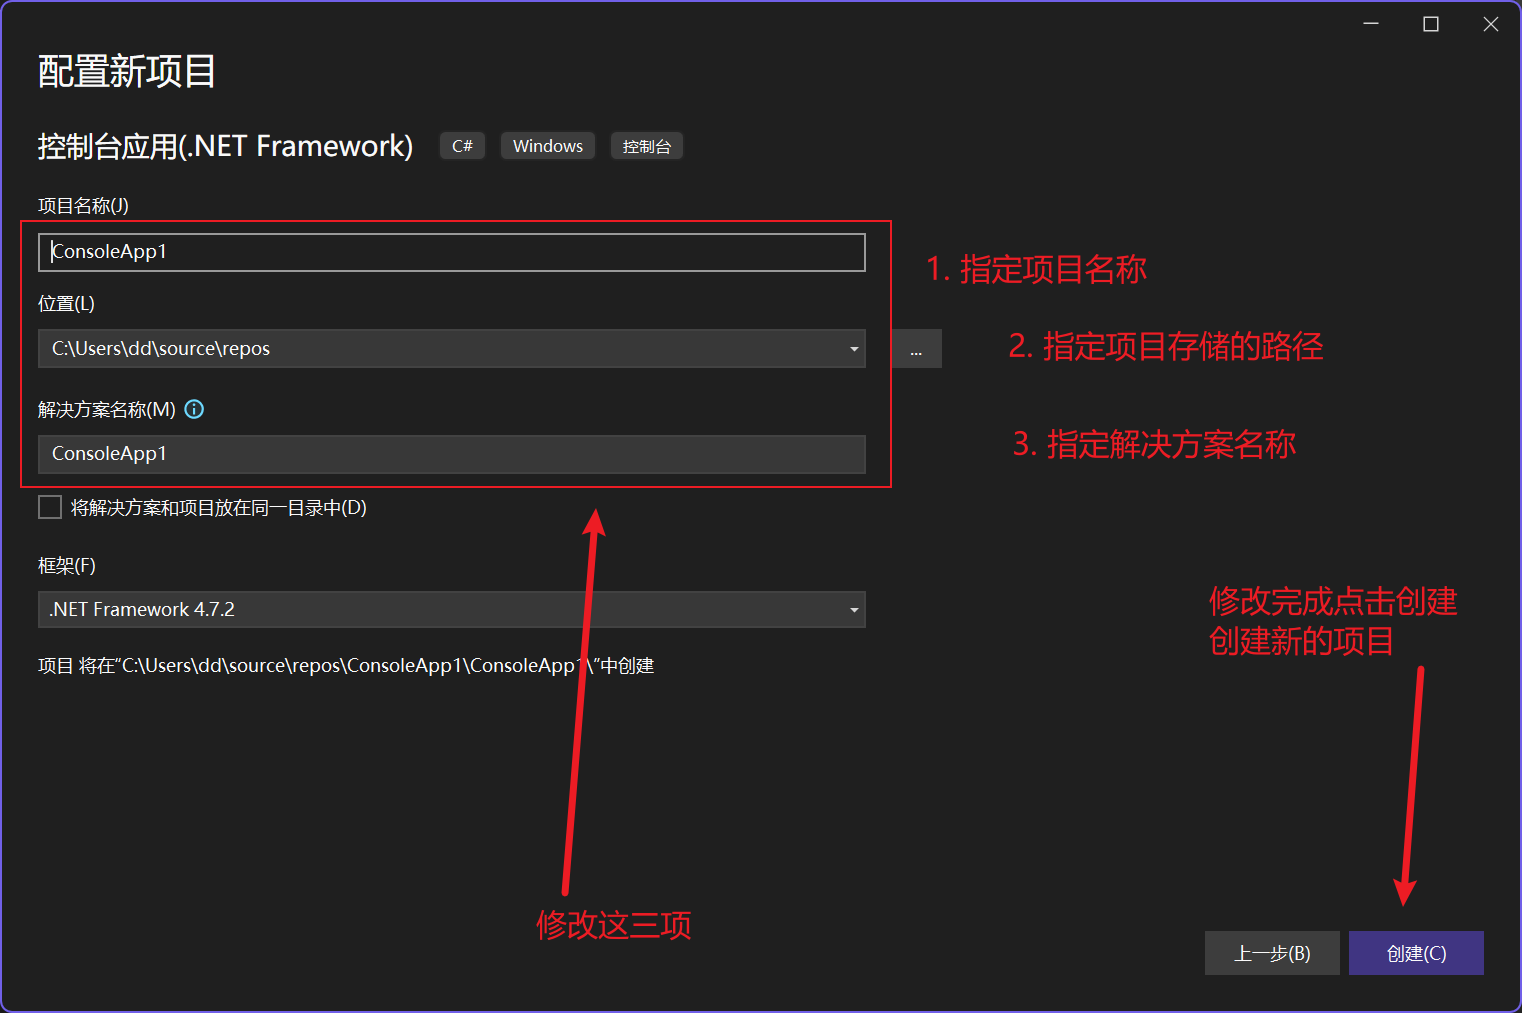 配置新项目
控制台应用(.NET Framework) C# Windows 控制台
项目名称(J)
ConsoleApp1
1. 指定项目名称
位置(L)
C:\Users\dd\source\repos
...
2. 指定项目存储的路径
解决方案名称(M)
3. 指定解决方案名称
ConsoleApp1
将解决方案和项目放在同一目录中(D)
框架(F)
.NET Framework 4.7.2
修改完成点击创建
创建新的项目
项目 将在“C:\Users\dd\source\repos\ConsoleApp1\ConsoleApp1\”中创建
修改这三项
上一步(B) 创建(C)